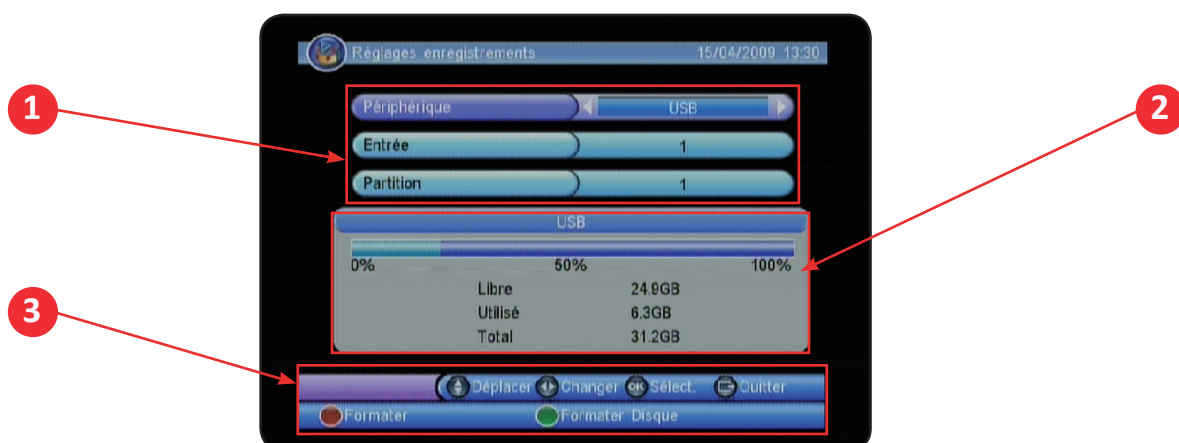 Réglages enregistrements 15/04/2009 13:30
1
2
Périphérique USB
Entrée 1
Partition 1
USB
0% 50% 100%
Libre 24.9GB
Utilisé 6.3GB
Total 31.2GB
3
Déplacer Changer OK Sélect. Quitter
Formater Formater Disque